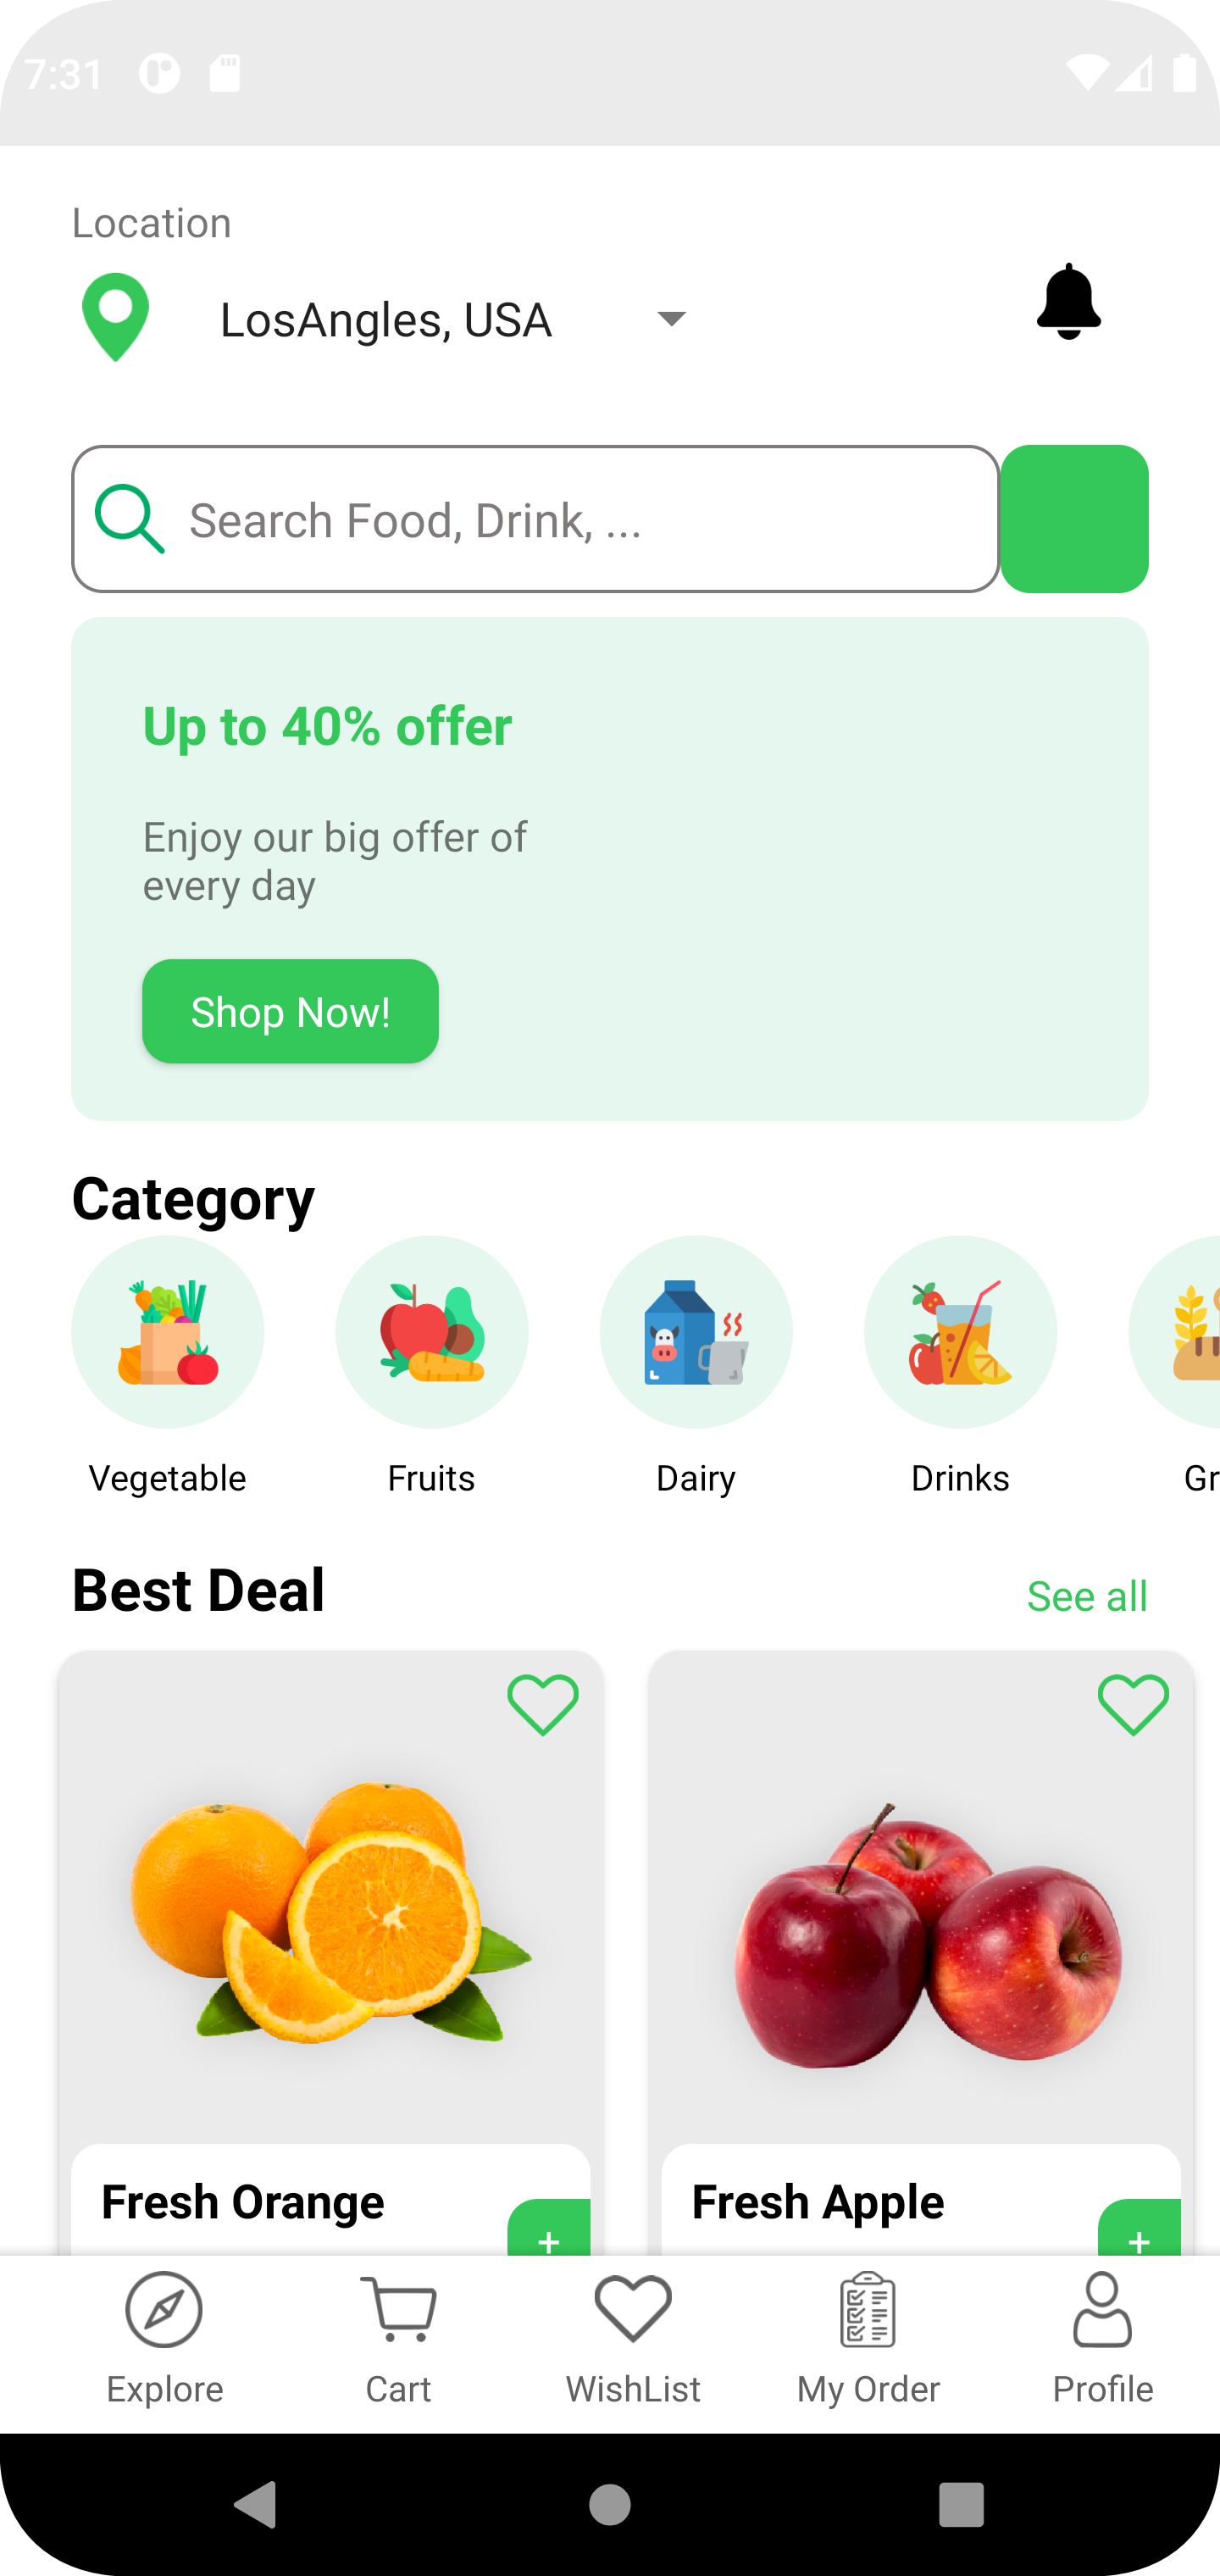 7:31
Location
LosAngles, USA
Search Food, Drink, ...
Up to 40% offer
Enjoy our big offer of
every day
Shop Now!
Category
Vegetable
Fruits
Dairy
Drinks
Gr
Best Deal
See all
Fresh Orange
+
Fresh Apple
+
Explore
Cart
WishList
My Order
Profile